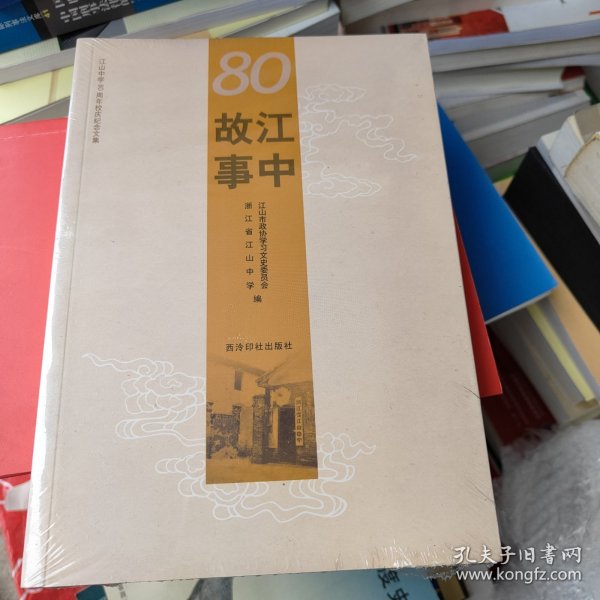 江山中学80周年校庆纪念文集
80
江中
故事
江山市政协学习文史委员会
浙江省江山中学
编
西泠印社出版社
孔夫子旧书网
www.kongfz.com